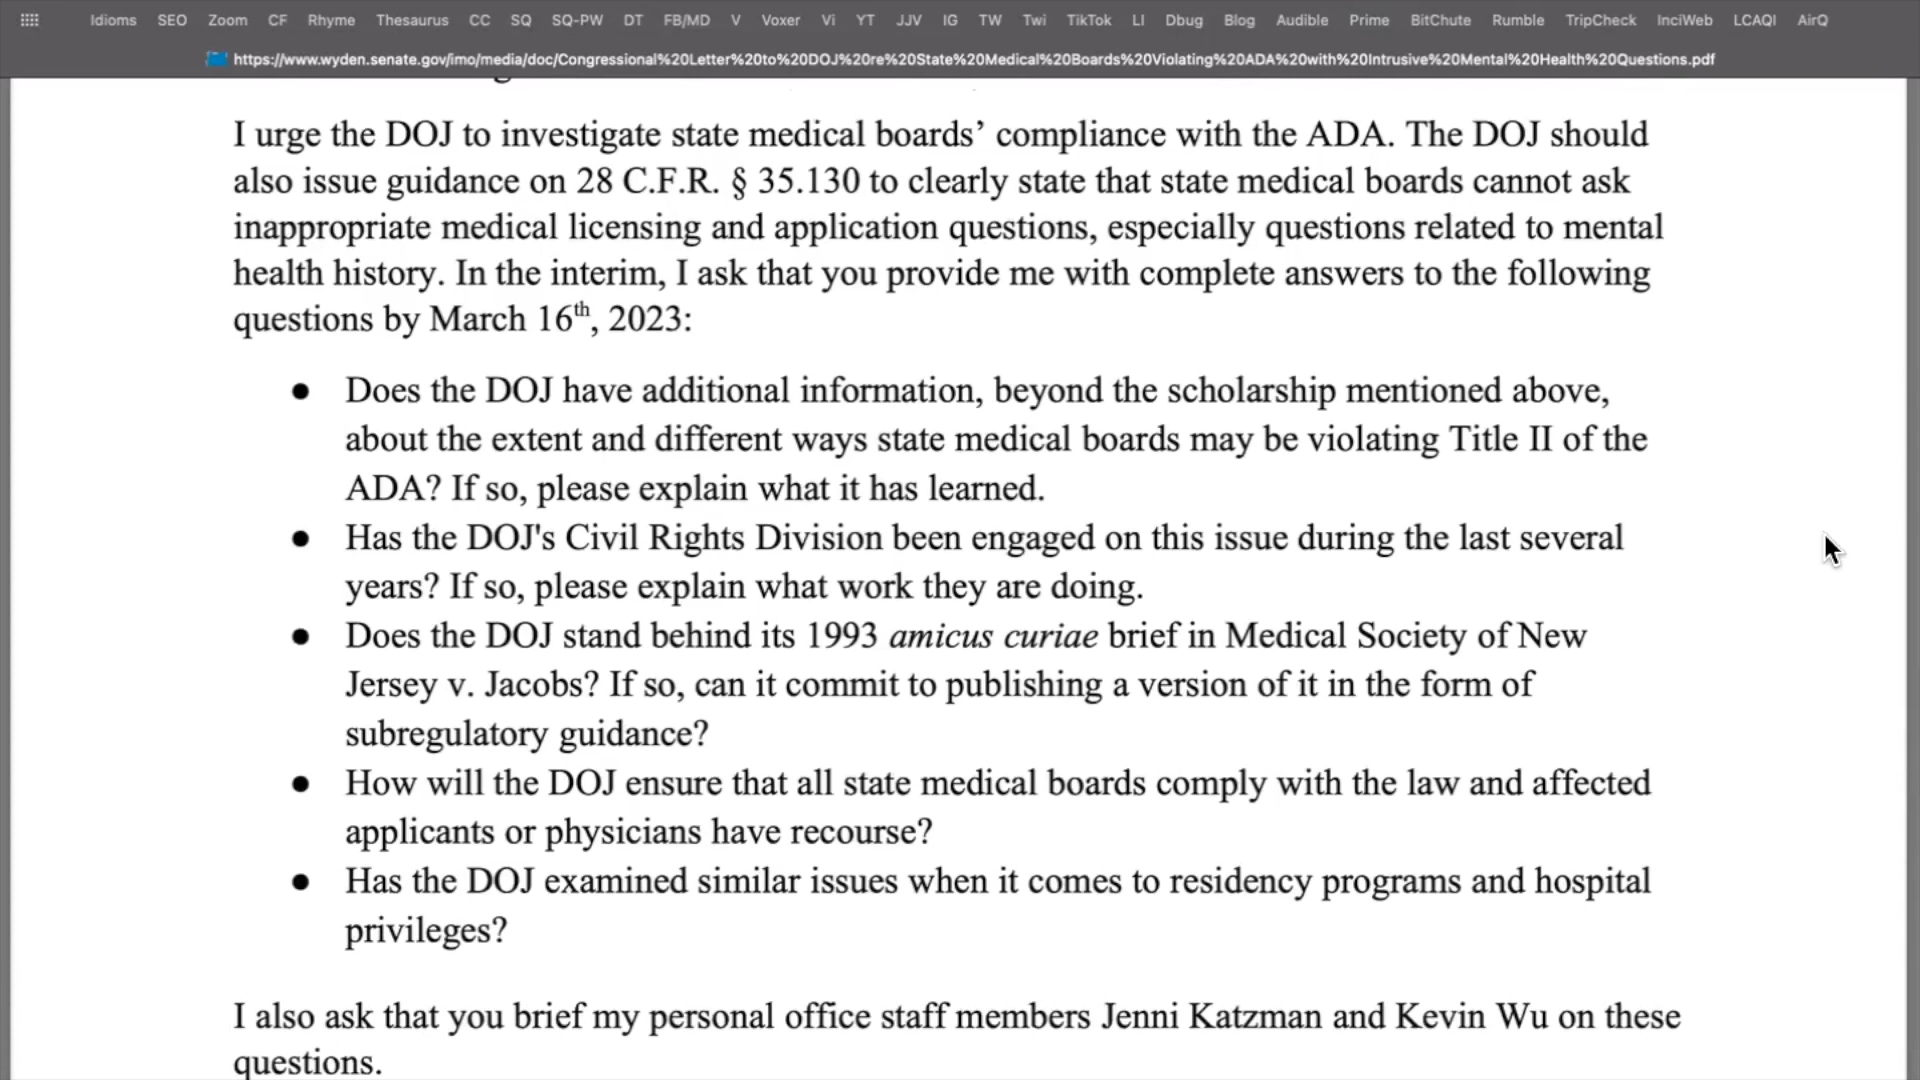 Idioms SEO Zoom CF Rhyme Thesaurus CC SQ SQ-PW DT FB/MD V Voxer Vi YT JJV IG TW Twi TikTok LI Dbug Blog Audible Prime BitChute Rumble TripCheck InciWeb LCAQI AirQ
https://www.wyden.senate.gov/imo/media/doc/Congressional%20Letter%20to%20DOJ%20re%20State%20Medical%20Boards%20Violating%20ADA%20with%20Intrusive%20Mental%20Health%20Questions.pdf
I urge the DOJ to investigate state medical boards’ compliance with the ADA. The DOJ should
also issue guidance on 28 C.F.R. § 35.130 to clearly state that state medical boards cannot ask
inappropriate medical licensing and application questions, especially questions related to mental
health history. In the interim, I ask that you provide me with complete answers to the following
questions by March 16th, 2023:
● Does the DOJ have additional information, beyond the scholarship mentioned above,
about the extent and different ways state medical boards may be violating Title II of the
ADA? If so, please explain what it has learned.
● Has the DOJ's Civil Rights Division been engaged on this issue during the last several
years? If so, please explain what work they are doing.
● Does the DOJ stand behind its 1993 amicus curiae brief in Medical Society of New
Jersey v. Jacobs? If so, can it commit to publishing a version of it in the form of
subregulatory guidance?
● How will the DOJ ensure that all state medical boards comply with the law and affected
applicants or physicians have recourse?
● Has the DOJ examined similar issues when it comes to residency programs and hospital
privileges?
I also ask that you brief my personal office staff members Jenni Katzman and Kevin Wu on these
questions.